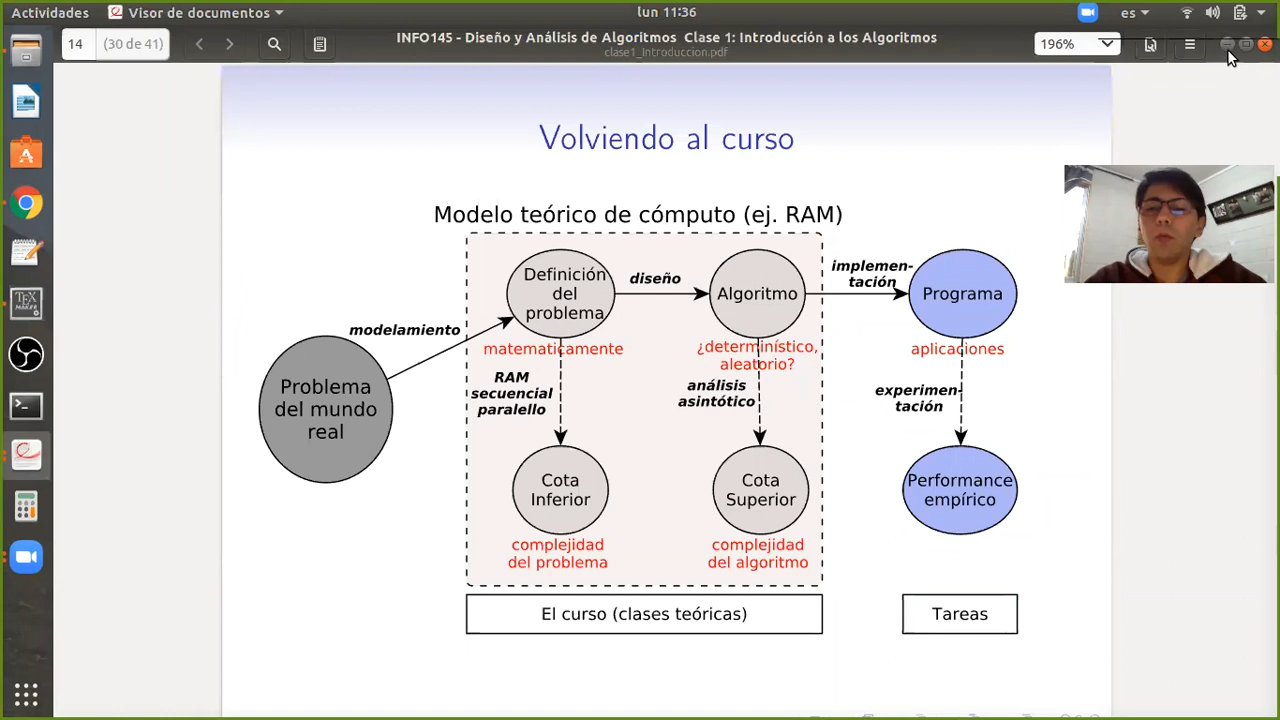 Actividades
Visor de documentos
lun 11:36
es
14
(30 de 41)
INFO145 - Diseño y Análisis de Algoritmos Clase 1: Introducción a los Algoritmos
clase1_Introduccion.pdf
196%
Volviendo al curso
Modelo teórico de cómputo (ej. RAM)
Definición
del
problema
diseño
Algoritmo
implemen-
tación
Programa
modelamiento
matematicamente
¿determinístico,
aleatorio?
aplicaciones
Problema
del mundo
real
RAM
secuencial
paralello
análisis
asintótico
experimen-
tación
Cota
Inferior
Cota
Superior
Performance
empírico
complejidad
del problema
complejidad
del algoritmo
El curso (clases teóricas)
Tareas
TEX
MAKER